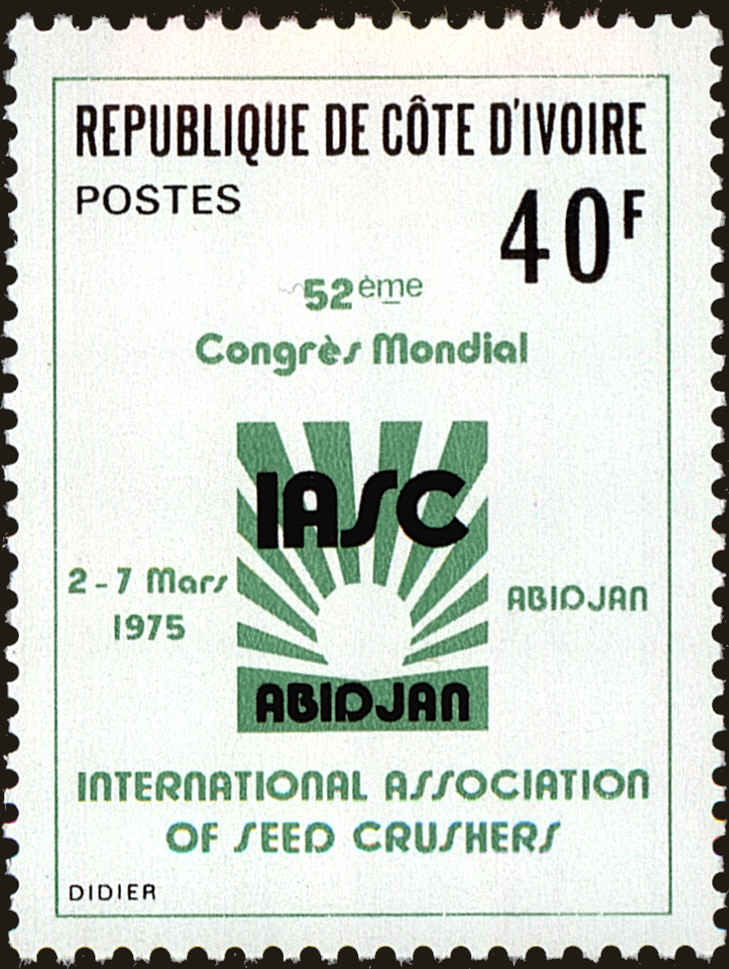 REPUBLIQUE DE CÔTE D'IVOIRE
POSTES
40F
52ème
Congrès Mondial
IASC
2-7 Mars
1975
ABIDJAN
ABIDJAN
INTERNATIONAL ASSOCIATION
OF SEED CRUSHERS
DIDIER